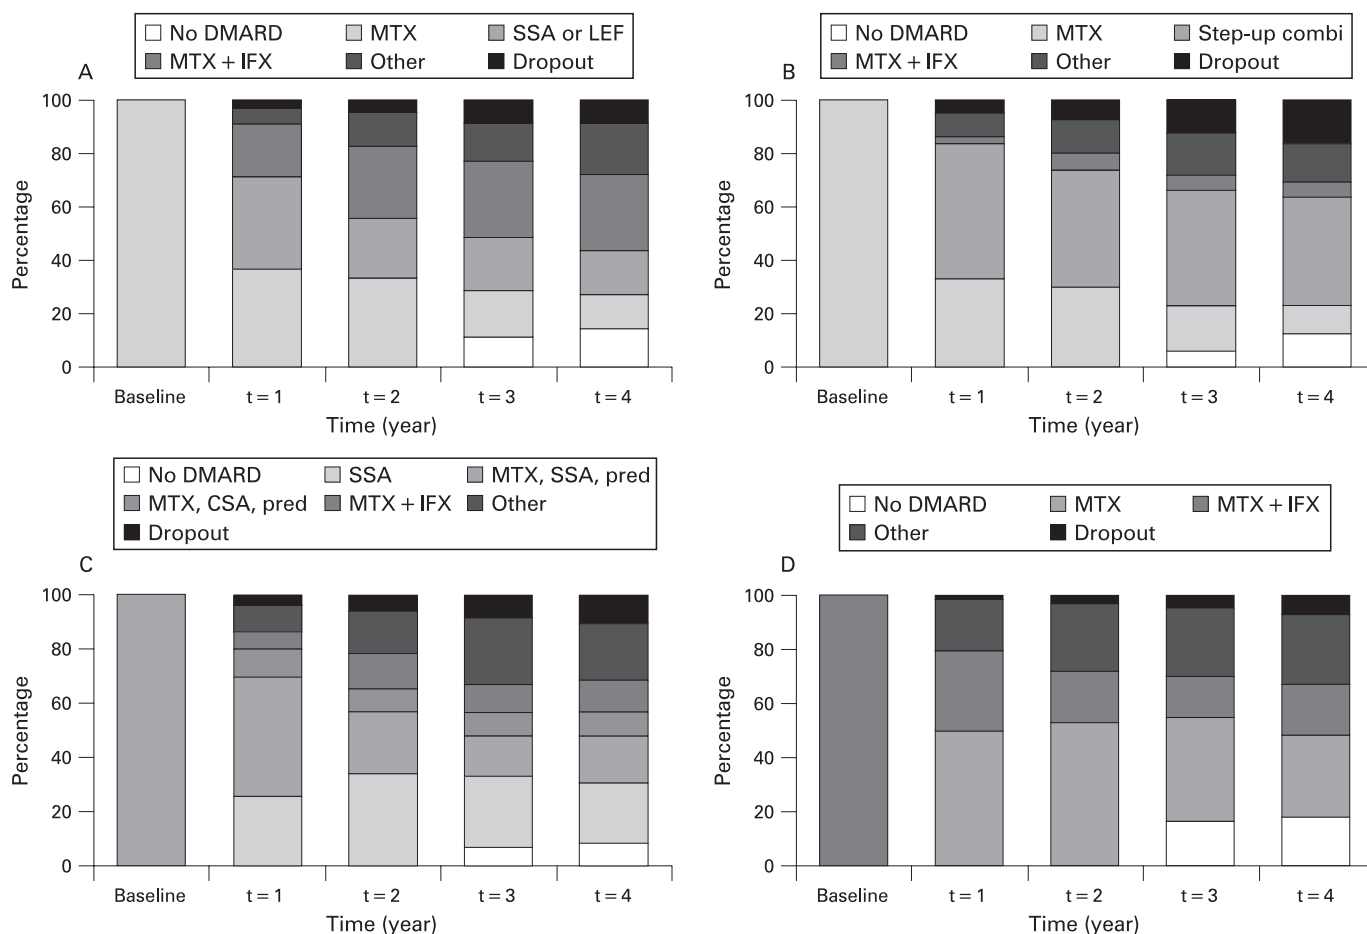 No DMARD MTX SSA or LEF
MTX + IFX Other Dropout
A
100
80
60
40
20
0
Percentage
Baseline t = 1 t = 2 t = 3 t = 4
Time (year)
No DMARD MTX Step-up combi
MTX + IFX Other Dropout
B
100
80
60
40
20
0
Percentage
Baseline t = 1 t = 2 t = 3 t = 4
Time (year)
No DMARD SSA MTX, SSA, pred
MTX, CSA, pred MTX + IFX Other
Dropout
C
100
80
60
40
20
0
Percentage
Baseline t = 1 t = 2 t = 3 t = 4
Time (year)
No DMARD MTX MTX + IFX
Other Dropout
D
100
80
60
40
20
0
Percentage
Baseline t = 1 t = 2 t = 3 t = 4
Time (year)